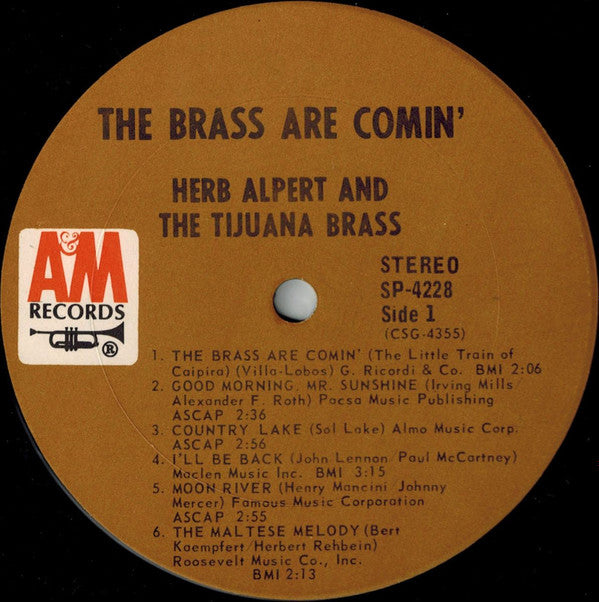 THE BRASS ARE COMIN'
HERB ALPERT AND
THE TIJUANA BRASS
A&M
RECORDS
®
STEREO
SP-4228
Side 1
(CSG-4355)
1. THE BRASS ARE COMIN' (The Little Train of
Caipira) (Villa-Lobos) G. Ricordi & Co. BMI 2:06
2. GOOD MORNING, MR. SUNSHINE (Irving Mills
Alexander F. Roth) Pacsa Music Publishing
ASCAP 2:36
3. COUNTRY LAKE (Sol Lake) Almo Music Corp.
ASCAP 2:56
4. I'LL BE BACK (John Lennon Paul McCartney)
Maclen Music Inc. BMI 3:15
5. MOON RIVER (Henry Mancini Johnny
Mercer) Famous Music Corporation
ASCAP 2:55
6. THE MALTESE MELODY (Bert
Kaempfert/Herbert Rehbein)
Roosevelt Music Co., Inc.
BMI 2:13